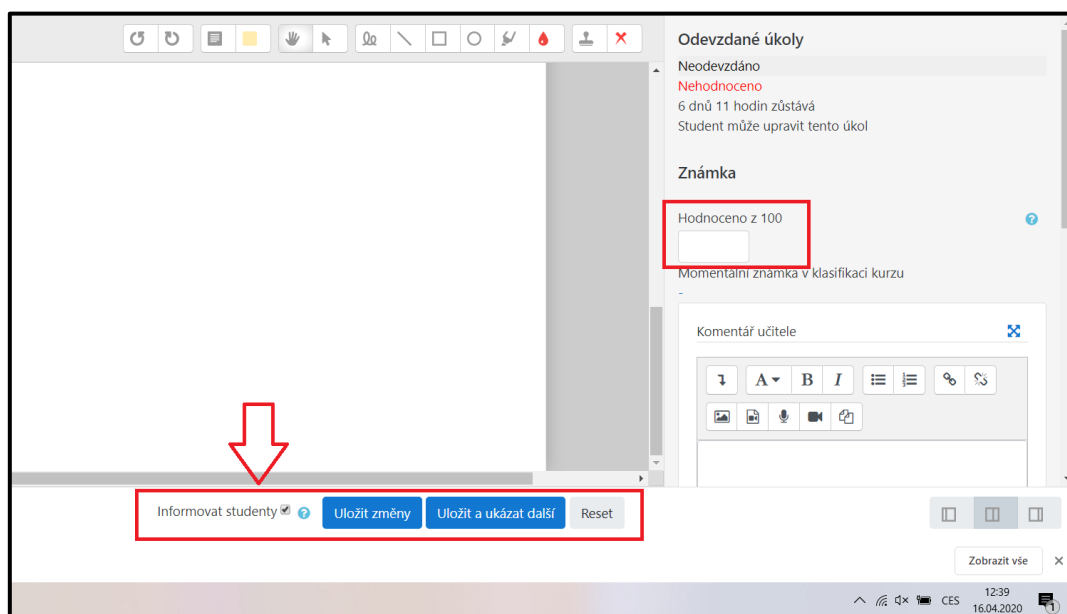 Odevzdané úkoly
Neodevzdáno
Nehodnoceno
6 dnů 11 hodin zůstává
Student může upravit tento úkol
Známka
Hodnoceno z 100
Momentální známka v klasifikaci kurzu
-
Komentář učitele
A B I
Informovat studenty Uložit změny Uložit a ukázat další Reset
Zobrazit vše
CES 12:39
16.04.2020
1